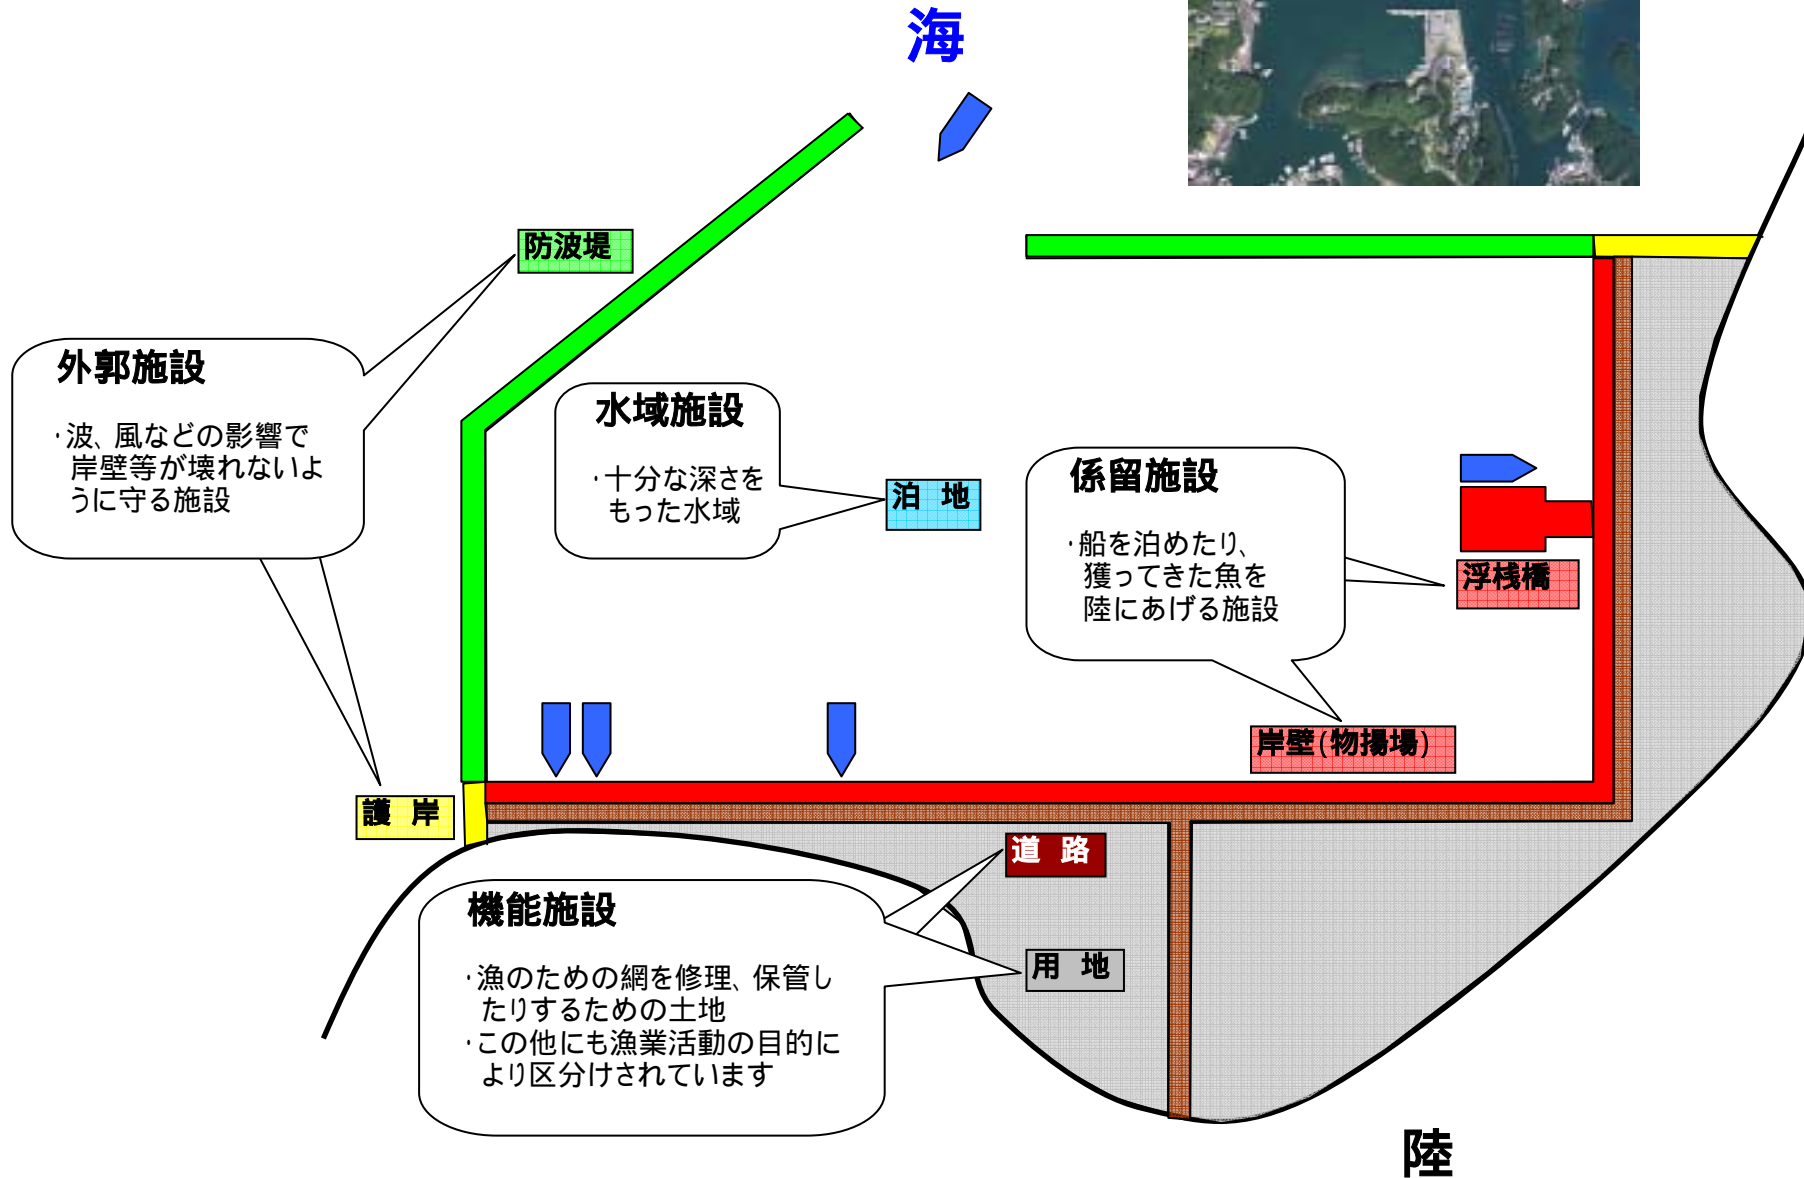 海
防波堤
外郭施設
・波、風などの影響で
岸壁等が壊れないよ
うに守る施設
水域施設
・十分な深さを
もった水域
泊 地
係留施設
・船を泊めたり、
獲ってきた魚を
陸にあげる施設
浮桟橋
岸壁(物揚場)
護 岸
道 路
機能施設
・漁のための網を修理、保管し
たりするための土地
・この他にも漁業活動の目的に
より区分けされています
用 地
陸